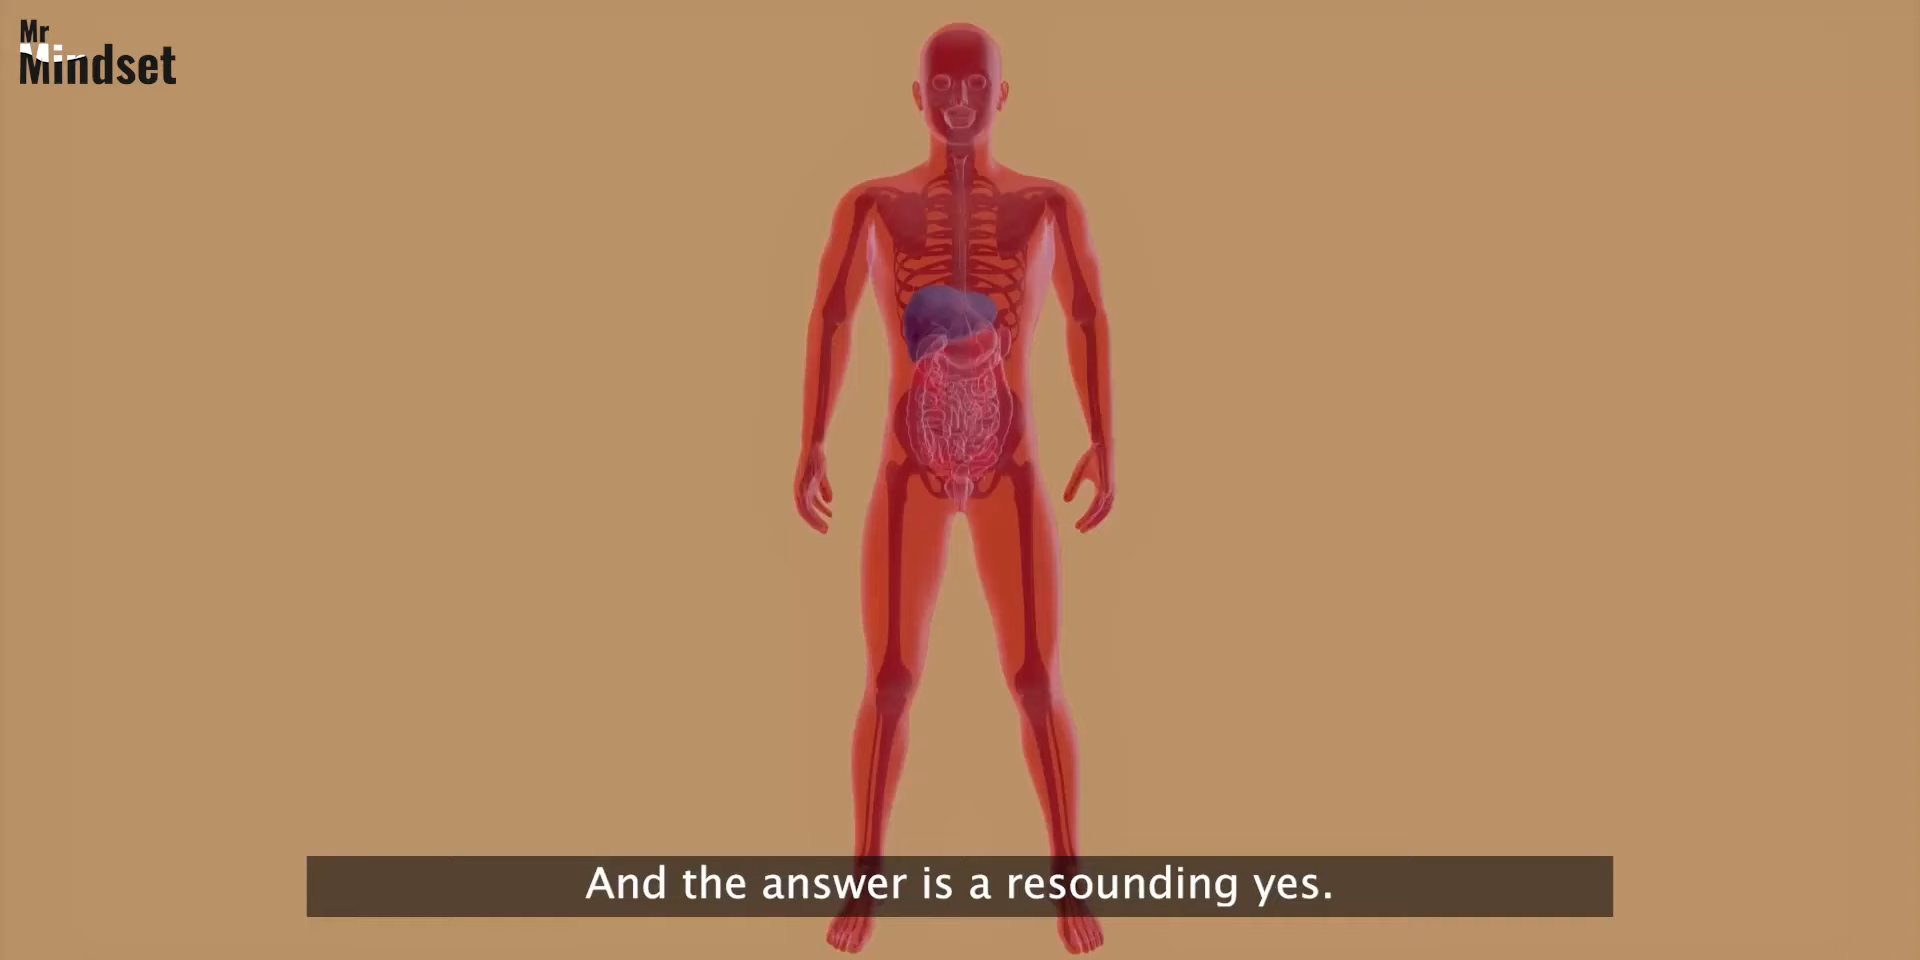 Mr
Mindset
And the answer is a resounding yes.